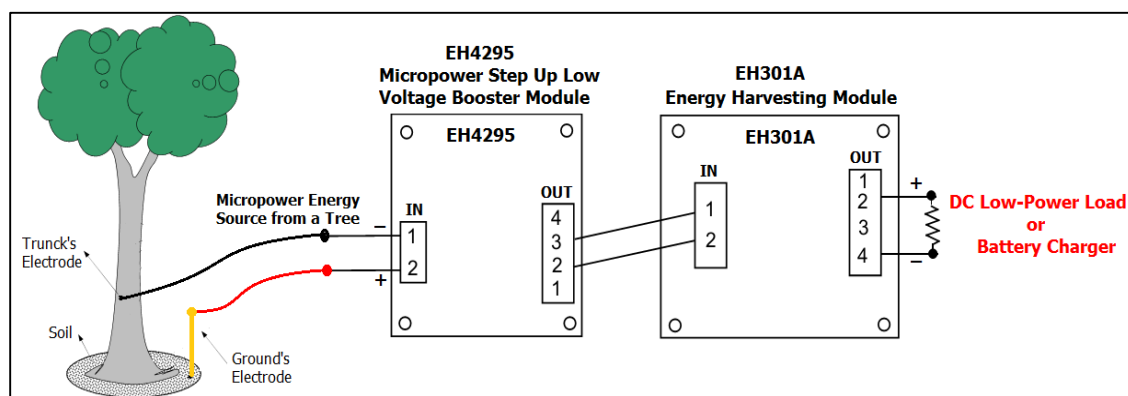 EH4295
Micropower Step Up Low
Voltage Booster Module
EH301A
Energy Harvesting Module
EH4295
EH301A
Micropower Energy
Source from a Tree
IN
1
2
−
+
OUT
4
3
2
1
IN
1
2
OUT
1
2
3
4
+
−
DC Low-Power Load
or
Battery Charger
Trunck's
Electrode
Soil
Ground's
Electrode